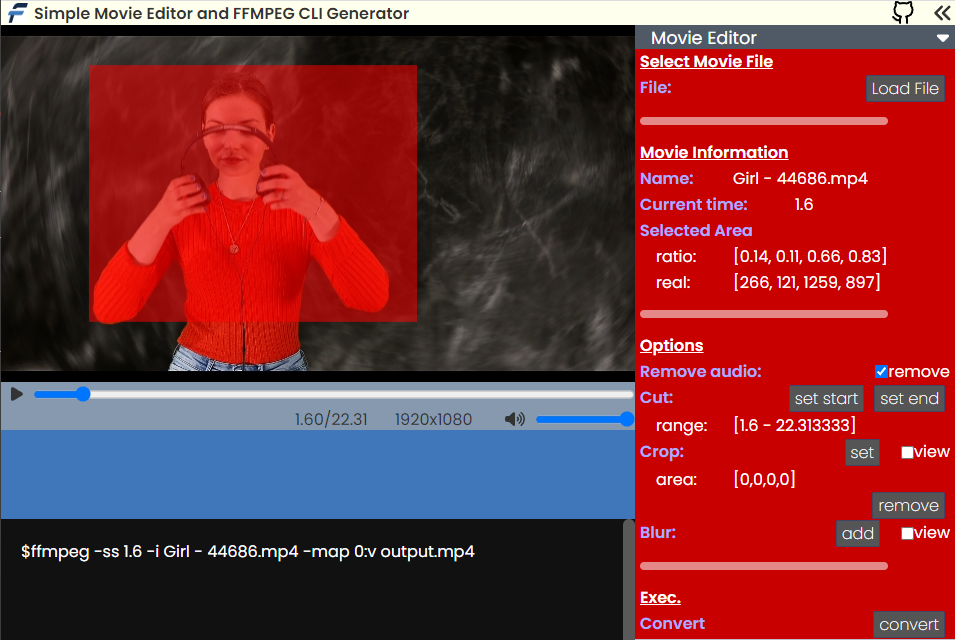 Simple Movie Editor and FFMPEG CLI Generator
Movie Editor
Select Movie File
File: Load File
Movie Information
Name: Girl - 44686.mp4
Current time: 1.6
Selected Area
ratio: [0.14, 0.11, 0.66, 0.83]
real: [266, 121, 1259, 897]
Options
Remove audio: remove
Cut: set start set end
range: [1.6 - 22.313333]
Crop: set view
area: [0,0,0,0]
remove
Blur: add view
Exec.
Convert convert
1.60/22.31 1920x1080
$ffmpeg -ss 1.6 -i Girl - 44686.mp4 -map 0:v output.mp4